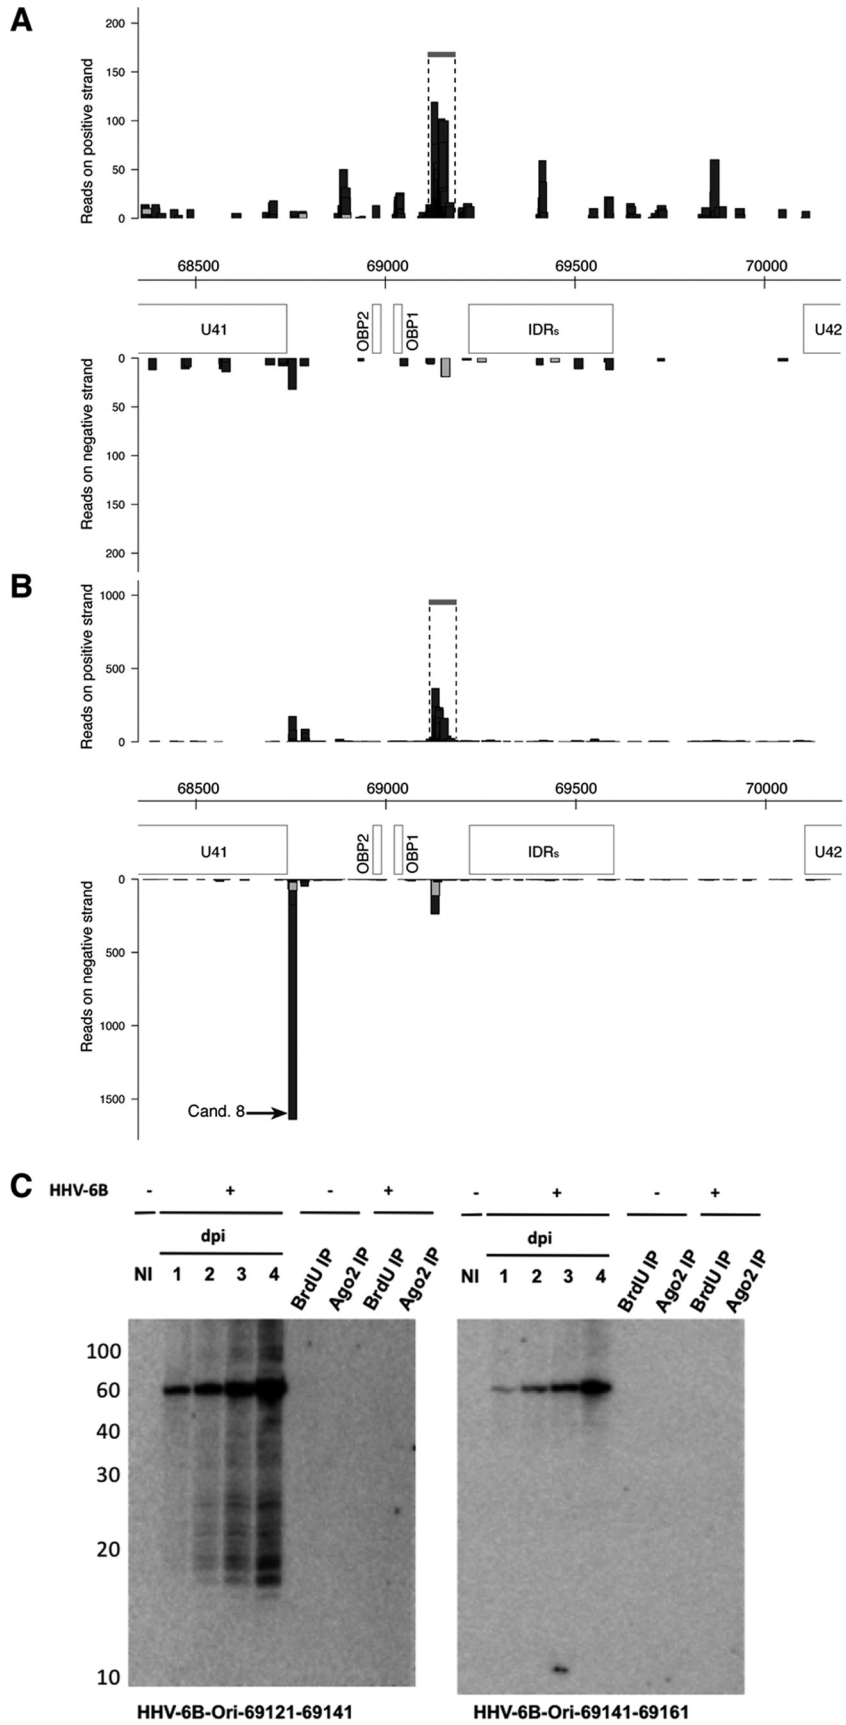 A
Reads on positive strand
200
150
100
50
0
68500 69000 69500 70000
U41 OBP2 OBP1 IDRs U42
Reads on negative strand
0
50
100
150
200
B
Reads on positive strand
1000
500
0
68500 69000 69500 70000
U41 OBP2 OBP1 IDRs U42
Reads on negative strand
0
500
1000
1500
Cand. 8
C
HHV-6B - + - + - + - +
dpi dpi
NI 1 2 3 4 BrdU IP Ago2 IP BrdU IP Ago2 IP NI 1 2 3 4 BrdU IP Ago2 IP BrdU IP Ago2 IP
100
60
40
30
20
10
HHV-6B-Ori-69121-69141 HHV-6B-Ori-69141-69161